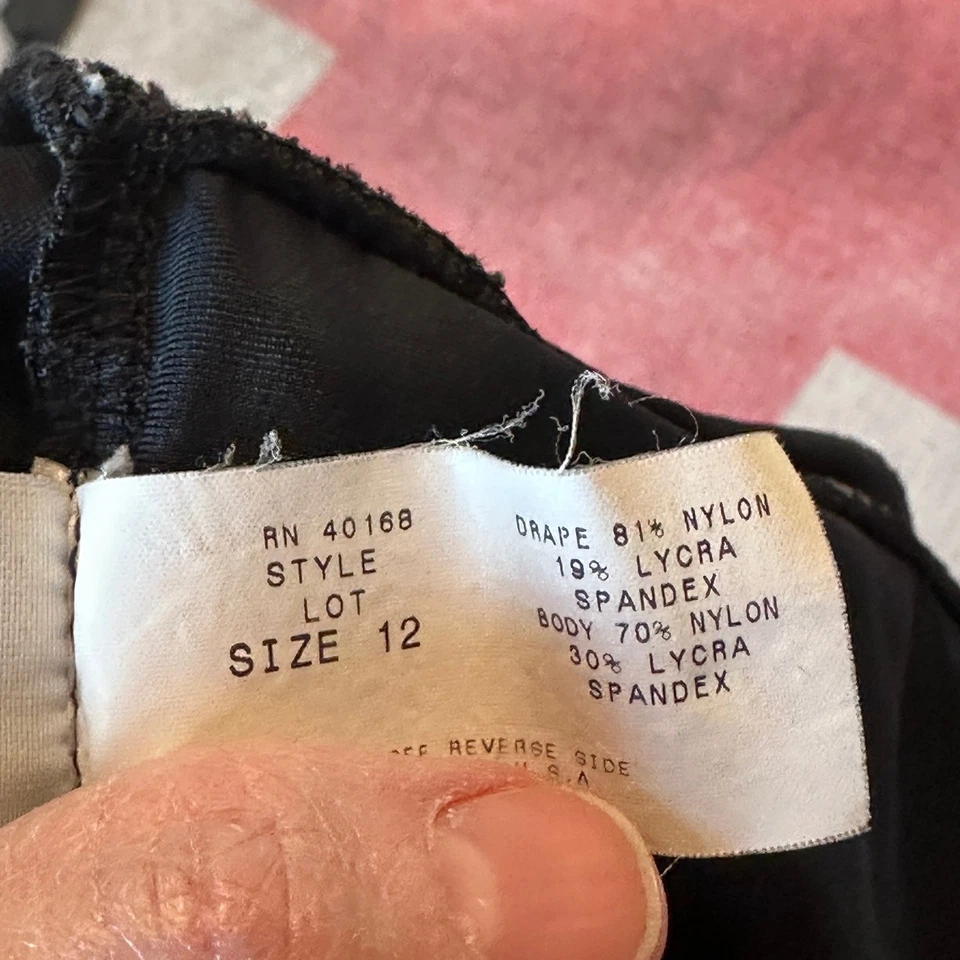 RN 40168
STYLE
LOT
SIZE 12
DRAPE 81% NYLON
19% LYCRA
SPANDEX
BODY 70% NYLON
30% LYCRA
SPANDEX
REVERSE SIDE
U.S.A